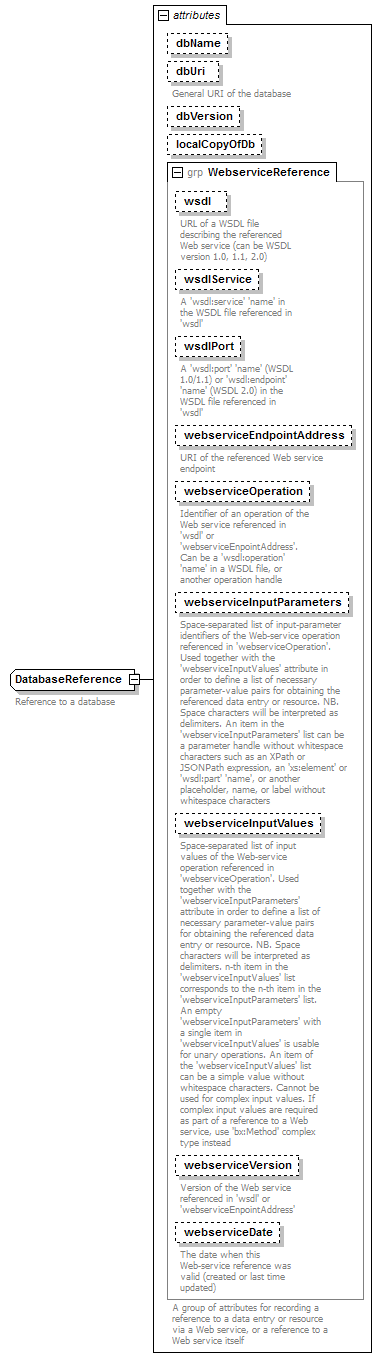 attributes
dbName
dbUri
General URI of the database
dbVersion
localCopyOfDb
grp WebserviceReference
wsdl
URL of a WSDL file
describing the referenced
Web service (can be WSDL
version 1.0, 1.1, 2.0)
wsdlService
A 'wsdl:service' 'name' in
the WSDL file referenced in
'wsdl'
wsdlPort
A 'wsdl:port' 'name' (WSDL
1.0/1.1) or 'wsdl:endpoint'
'name' (WSDL 2.0) in the
WSDL file referenced in
'wsdl'
webserviceEndpointAddress
URI of the referenced Web service
endpoint
webserviceOperation
Identifier of an operation of the
Web service referenced in
'wsdl' or
'webserviceEnpointAddress'.
Can be a 'wsdl:operation'
'name' in a WSDL file, or
another operation handle
webserviceInputParameters
Space-separated list of input-parameter
identifiers of the Web-service operation
referenced in 'webserviceOperation'.
Used together with the
'webserviceInputValues' attribute in
order to define a list of necessary
parameter-value pairs for obtaining the
referenced data entry or resource. NB.
Space characters will be interpreted as
delimiters. An item in the
'webserviceInputParameters' list can be
a parameter handle without whitespace
characters such as an XPath or
JSONPath expression, an 'xs:element' or
'wsdl:part' 'name', or another
placeholder, name, or label without
whitespace characters
DatabaseReference
Reference to a database
webserviceInputValues
Space-separated list of input
values of the Web-service
operation referenced in
'webserviceOperation'. Used
together with the
'webserviceInputParameters'
attribute in order to define a list of
necessary parameter-value pairs
for obtaining the referenced data
entry or resource. NB. Space
characters will be interpreted as
delimiters. n-th item in the
'webserviceInputValues' list
corresponds to the n-th item in the
'webserviceInputParameters' list.
An empty
'webserviceInputParameters' with
a single item in
'webserviceInputValues' is usable
for unary operations. An item of
the 'webserviceInputValues' list
can be a simple value without
whitespace characters. Cannot be
used for complex input values. If
complex input values are required
as part of a reference to a Web
service, use 'bx:Method' complex
type instead
webserviceVersion
Version of the Web service
referenced in 'wsdl' or
'webserviceEnpointAddress'
webserviceDate
The date when this
Web-service reference was
valid (created or last time
updated)
A group of attributes for recording a
reference to a data entry or resource
via a Web service, or a reference to a
Web service itself